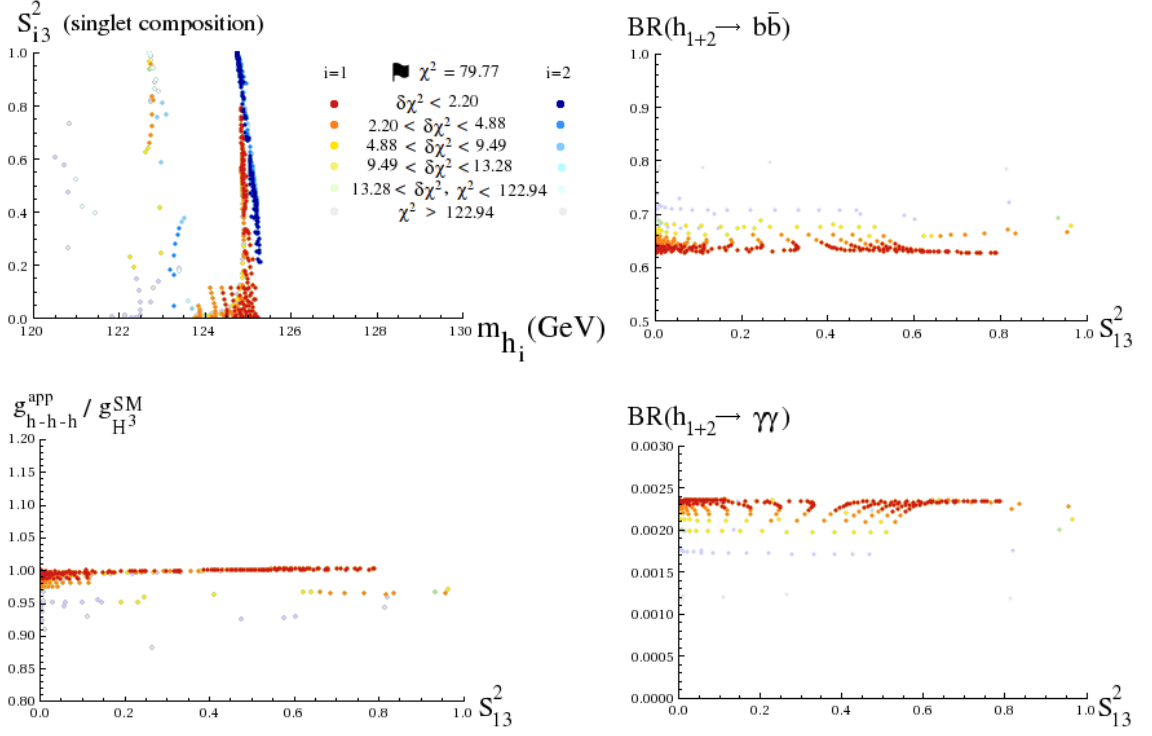 S²ᵢ₃ (singlet composition)
1.0
0.8
0.6
0.4
0.2
0.0
120 122 124 126 128 130
m_hᵢ (GeV)
i=1 χ² = 79.77 i=2
δχ² < 2.20
2.20 < δχ² < 4.88
4.88 < δχ² < 9.49
9.49 < δχ² < 13.28
13.28 < δχ², χ² < 122.94
χ² > 122.94
BR(h₁₊₂→ bb̄)
1.0
0.9
0.8
0.7
0.6
0.5
0.0 0.2 0.4 0.6 0.8 1.0
S²₁₃
g^app_h-h-h / g^SM_H³
1.20
1.15
1.10
1.05
1.00
0.95
0.90
0.85
0.80
0.0 0.2 0.4 0.6 0.8 1.0
S²₁₃
BR(h₁₊₂→ γγ)
0.0030
0.0025
0.0020
0.0015
0.0010
0.0005
0.0000
0.0 0.2 0.4 0.6 0.8 1.0
S²₁₃